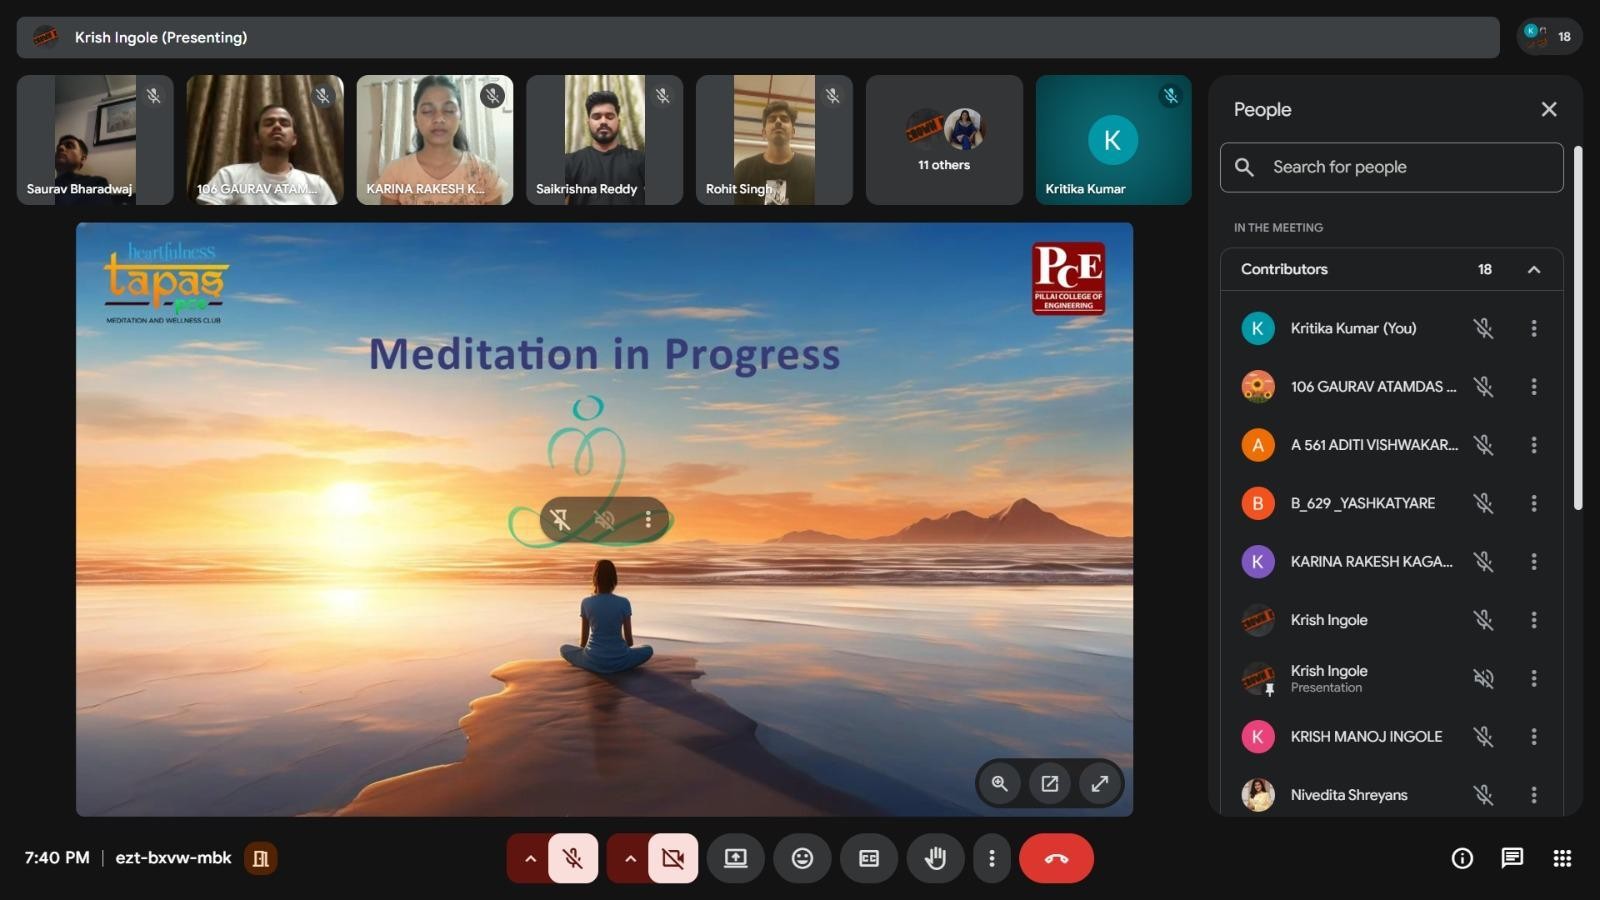 Krish Ingole (Presenting)
18
Saurav Bharadwaj
106 GAURAV ATAM...
KARINA RAKESH K...
Saikrishna Reddy
Rohit Singh
11 others
K
Kritika Kumar
heartfulness
tapas
pce
MEDITATION AND WELLNESS CLUB
PCE
PILLAI COLLEGE OF
ENGINEERING
Meditation in Progress
People
Search for people
IN THE MEETING
Contributors 18
K Kritika Kumar (You)
106 GAURAV ATAMDAS ...
A A 561 ADITI VISHWAKAR...
B B_629 _YASHKATYARE
K KARINA RAKESH KAGA...
Krish Ingole
Krish Ingole
Presentation
K KRISH MANOJ INGOLE
Nivedita Shreyans
7:40 PM | ezt-bxvw-mbk